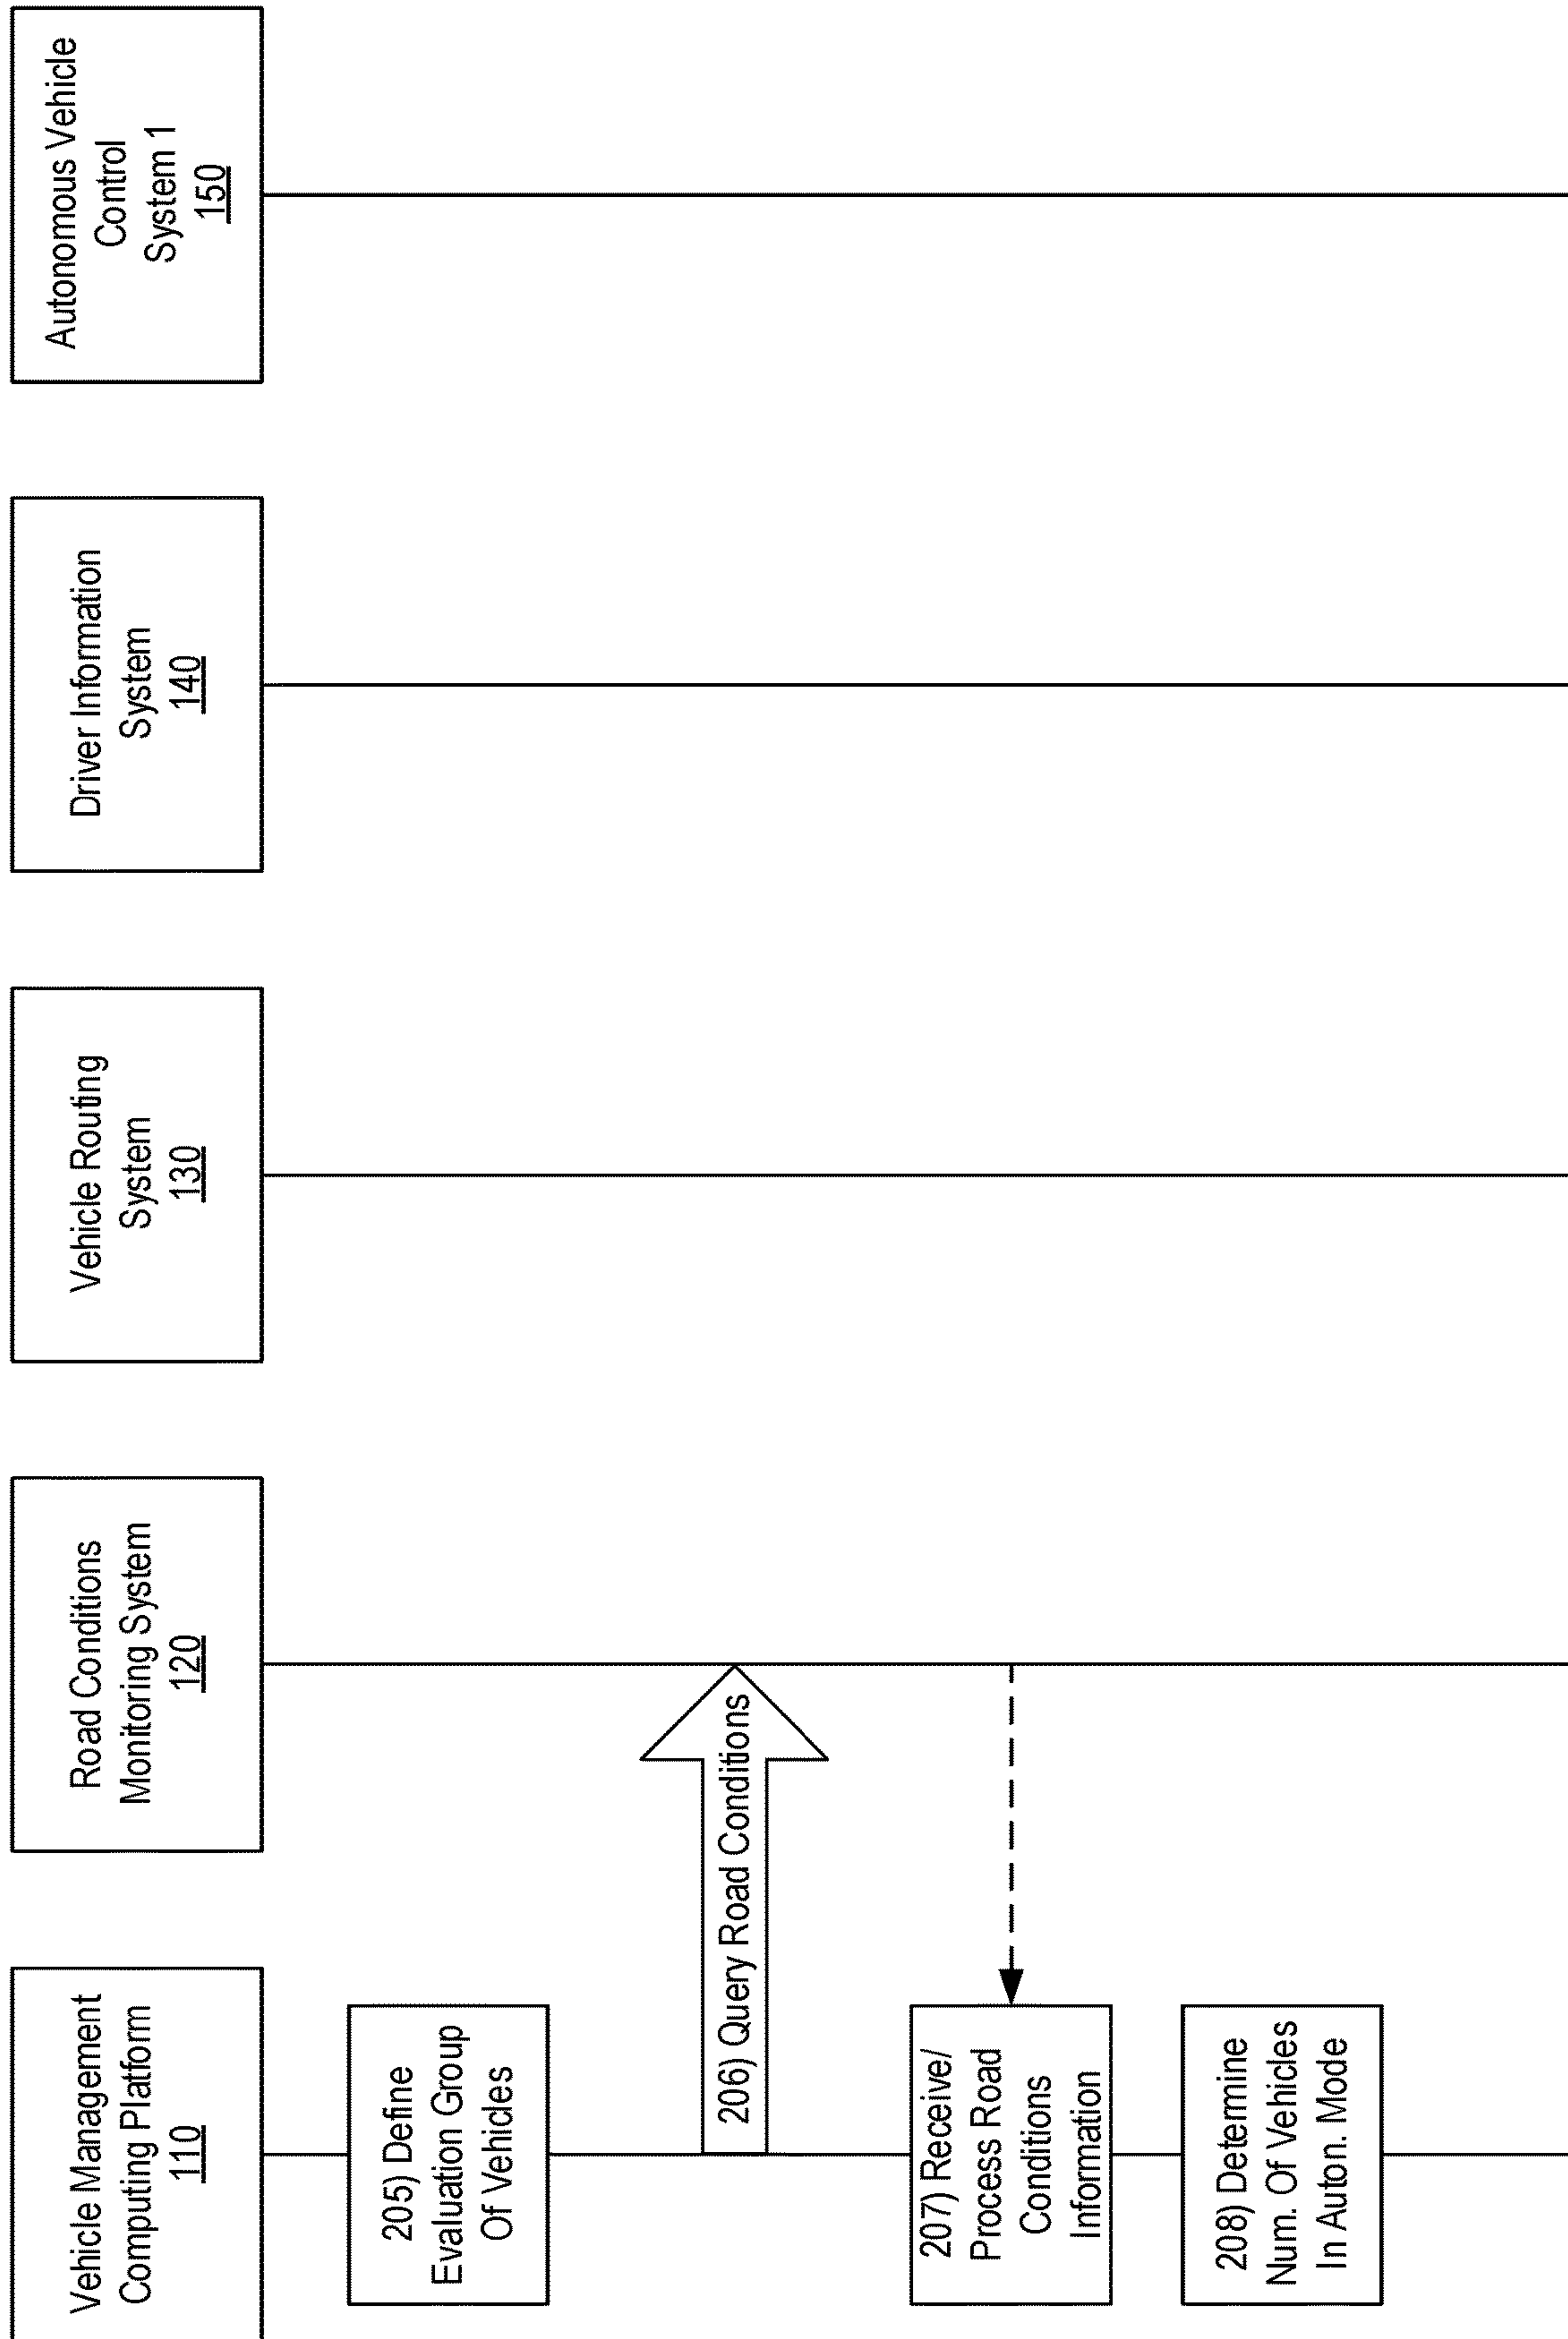 Vehicle Management
Computing Platform
110
Road Conditions
Monitoring System
120
Vehicle Routing
System
130
Driver Information
System
140
Autonomous Vehicle
Control
System 1
150
205) Define
Evaluation Group
Of Vehicles
206) Query Road Conditions
207) Receive/
Process Road
Conditions
Information
208) Determine
Num. Of Vehicles
In Auton. Mode